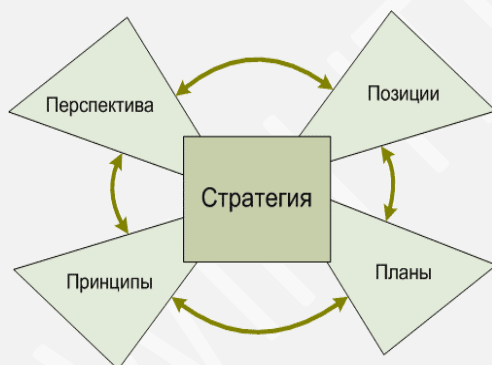 Перспектива
Позиции
Стратегия
Принципы
Планы